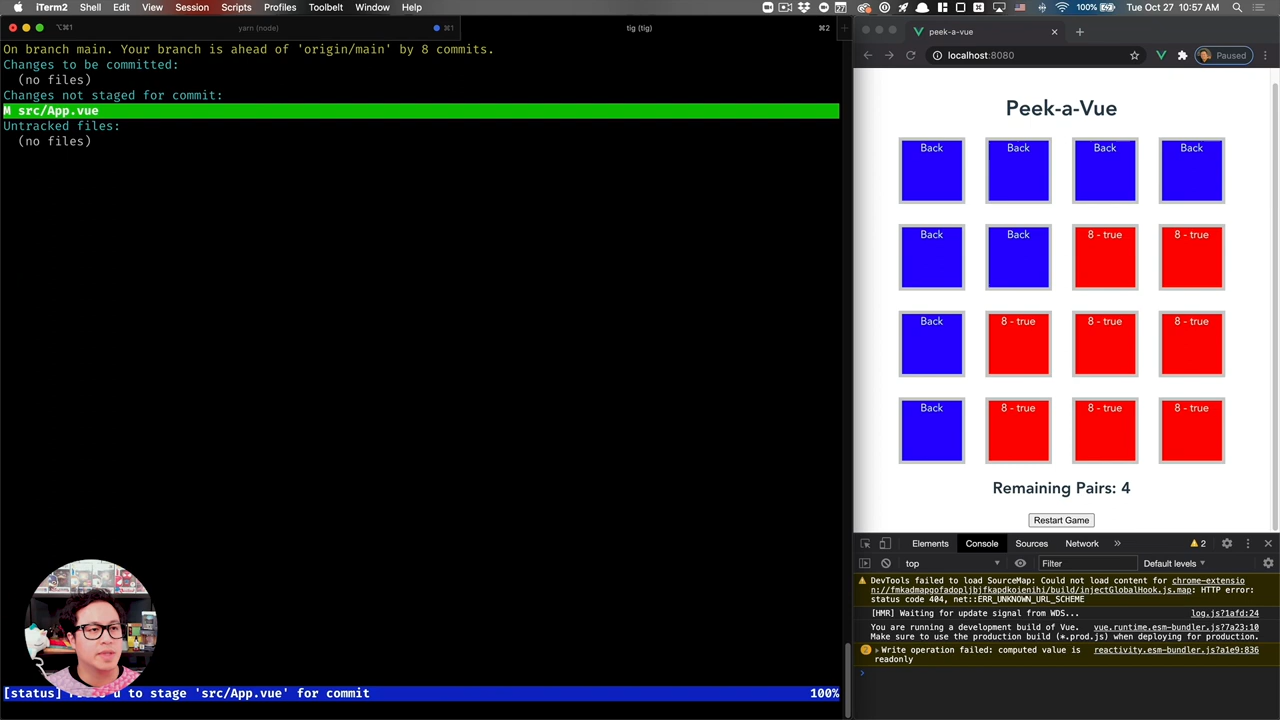 iTerm2 Shell Edit View Session Scripts Profiles Toolbelt Window Help 100% Tue Oct 27 10:57 AM
⌥⌘1 yarn (node) ⌘1 tig (tig) ⌘2
On branch main. Your branch is ahead of 'origin/main' by 8 commits.
Changes to be committed:
(no files)
Changes not staged for commit:
M src/App.vue
Untracked files:
(no files)
[status] u to stage 'src/App.vue' for commit 100%
peek-a-vue
localhost:8080 Paused
Peek-a-Vue
Back Back Back Back
Back Back 8 - true 8 - true
Back 8 - true 8 - true 8 - true
Back 8 - true 8 - true 8 - true
Remaining Pairs: 4
Restart Game
Elements Console Sources Network » 2
top Filter Default levels
DevTools failed to load SourceMap: Could not load content for chrome-extensio
n://fmkadmapgofadopljbjfkapdkoienihi/build/injectGlobalHook.js.map: HTTP error:
status code 404, net::ERR_UNKNOWN_URL_SCHEME
[HMR] Waiting for update signal from WDS... log.js?1afd:24
You are running a development build of Vue. vue.runtime.esm-bundler.js?7a23:10
Make sure to use the production build (*.prod.js) when deploying for production.
2 Write operation failed: computed value is reactivity.esm-bundler.js?a1e9:836
readonly